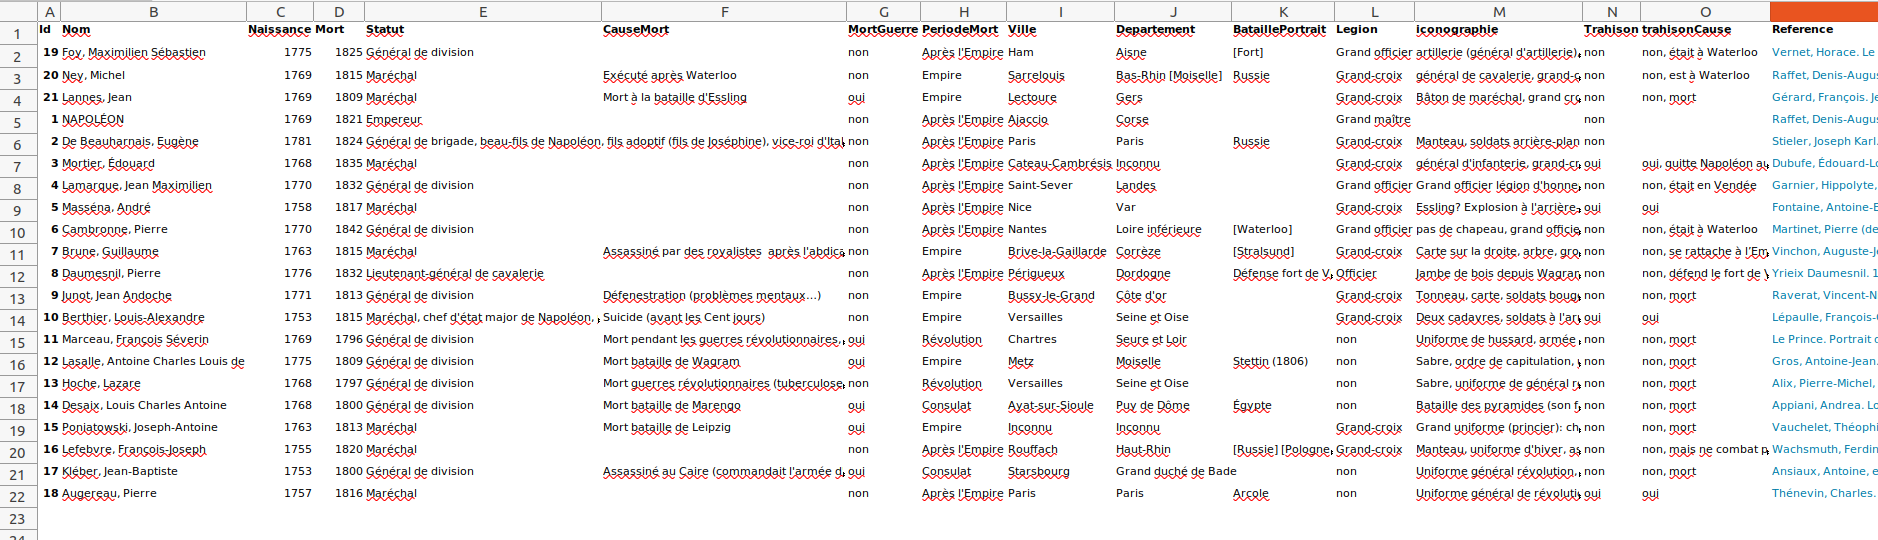 A B C D E F G H I J K L M N O
1 Id Nom Naissance Mort Statut CauseMort MortGuerre PeriodeMort Ville Departement BataillePortrait Legion iconographie Trahison trahisonCause Reference
2 19 Foy, Maximilien Sébastien 1775 1825 Général de division non Après l'Empire Ham Aisne [Fort] Grand officier artillerie (général d'artillerie), non non, était à Waterloo Vernet, Horace. Le
3 20 Ney, Michel 1769 1815 Maréchal Exécuté après Waterloo non Empire Sarrelouis Bas-Rhin [Moiselle] Russie Grand-croix général de cavalerie, grand-c non non, est à Waterloo Raffet, Denis-Augus
4 21 Lannes, Jean 1769 1809 Maréchal Mort à la bataille d'Essling oui Empire Lectoure Gers Grand-croix Bâton de maréchal, grand cro non non, mort Gérard, François. Je
5 1 NAPOLÉON 1769 1821 Empereur Après l'Empire Ajaccio Corse Grand maître non Raffet, Denis-Augus
6 2 De Beauharnais, Eugène 1781 1824 Général de brigade, beau-fils de Napoléon, fils adoptif (fils de Joséphine), vice-roi d'Ital non Après l'Empire Paris Paris Russie Grand-croix Manteau, soldats arrière-plan non Stieler, Joseph Karl.
7 3 Mortier, Édouard 1768 1835 Maréchal non Après l'Empire Cateau-Cambrésis Inconnu Grand-croix général d'infanterie, grand-cr oui oui, quitte Napoléon au Dubufe, Édouard-Lo
8 4 Lamarque, Jean Maximilien 1770 1832 Général de division non Après l'Empire Saint-Sever Landes Grand officier Grand officier légion d'honne non non, était en Vendée Garnier, Hippolyte,
9 5 Masséna, André 1758 1817 Maréchal non Après l'Empire Nice Var Grand-croix Essling? Explosion à l'arrière oui oui Fontaine, Antoine-E
10 6 Cambronne, Pierre 1770 1842 Général de division non Après l'Empire Nantes Loire inférieure [Waterloo] Grand officier pas de chapeau, grand officie non non, était à Waterloo Martinet, Pierre (de
11 7 Brune, Guillaume 1763 1815 Maréchal Assassiné par des royalistes après l'abdica non Empire Brive-la-Gaillarde Corrèze [Stralsund] Grand-croix Carte sur la droite, arbre, gro non non, se rattache à l'Em Vinchon, Auguste-J
12 8 Daumesnil, Pierre 1776 1832 Lieutenant-général de cavalerie non Après l'Empire Périgueux Dordogne Défense fort de V Officier Jambe de bois depuis Wagram non non, défend le fort de V Yrieix Daumesnil. 1
13 9 Junot, Jean Andoche 1771 1813 Général de division Défenestration (problèmes mentaux...) non Empire Bussy-le-Grand Côte d'or Grand-croix Tonneau, carte, soldats boug non non, mort Raverat, Vincent-N
14 10 Berthier, Louis-Alexandre 1753 1815 Maréchal, chef d'état major de Napoléon, Suicide (avant les Cent jours) non Empire Versailles Seine et Oise Grand-croix Deux cadavres, soldats à l'ar oui oui Lépaulle, François-
15 11 Marceau, François Séverin 1769 1796 Général de division Mort pendant les guerres révolutionnaires, oui Révolution Chartres Seure et Loir non Uniforme de hussard, armée non non, mort Le Prince. Portrait d
16 12 Lasalle, Antoine Charles Louis de 1775 1809 Général de division Mort bataille de Wagram oui Empire Metz Moiselle Stettin (1806) non Sabre, ordre de capitulation, non non, mort Gros, Antoine-Jean.
17 13 Hoche, Lazare 1768 1797 Général de division Mort guerres révolutionnaires (tuberculose, non Révolution Versailles Seine et Oise non Sabre, uniforme de général r non non, mort Alix, Pierre-Michel,
18 14 Desaix, Louis Charles Antoine 1768 1800 Général de division Mort bataille de Marengo oui Consulat Ayat-sur-Sioule Puy de Dôme Égypte non Bataille des pyramides (son f non non, mort Appiani, Andrea. Lo
19 15 Poniatowski, Joseph-Antoine 1763 1813 Maréchal Mort bataille de Leipzig oui Empire Inconnu Inconnu Grand-croix Grand uniforme (princier): ch non non, mort Vauchelet, Théophi
20 16 Lefebvre, François-Joseph 1755 1820 Maréchal non Après l'Empire Rouffach Haut-Rhin [Russie] [Pologne Grand-croix Manteau, uniforme d'hiver, as non non, mais ne combat p Wachsmuth, Ferdin
21 17 Kléber, Jean-Baptiste 1753 1800 Général de division Assassiné au Caire (commandait l'armée d oui Consulat Starsbourg Grand duché de Bade non Uniforme général révolution, non non, mort Ansiaux, Antoine, e
22 18 Augereau, Pierre 1757 1816 Maréchal non Après l'Empire Paris Paris Arcole non Uniforme général de révoluti oui oui Thénevin, Charles.
23